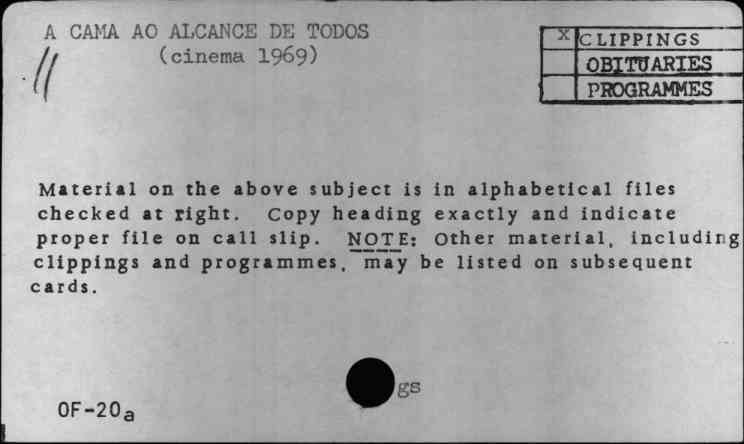 A CAMA AO ALCANCE DE TODOS
(cinema 1969)
X CLIPPINGS
OBITUARIES
PROGRAMMES
Material on the above subject is in alphabetical files
checked at right. Copy heading exactly and indicate
proper file on call slip. NOTE: Other material, including
clippings and programmes, may be listed on subsequent
cards.
gs
OF-20a